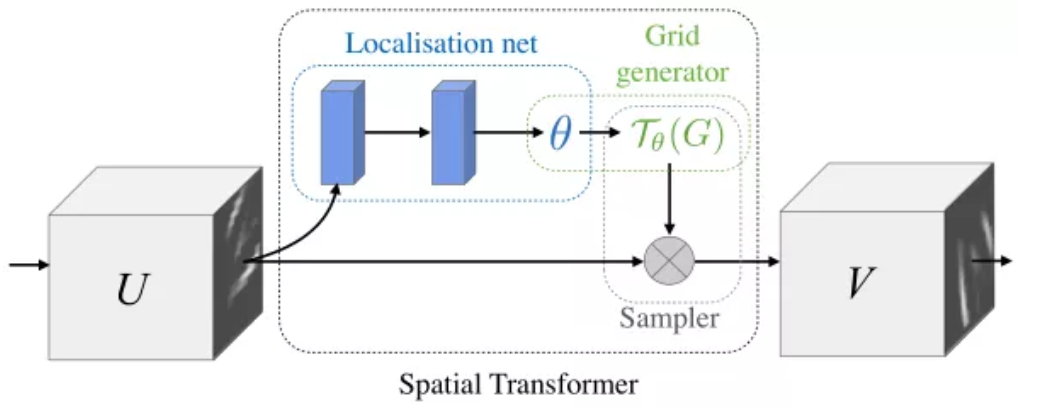 Localisation net
Grid
generator
θ
𝒯θ(G)
U
V
Sampler
Spatial Transformer